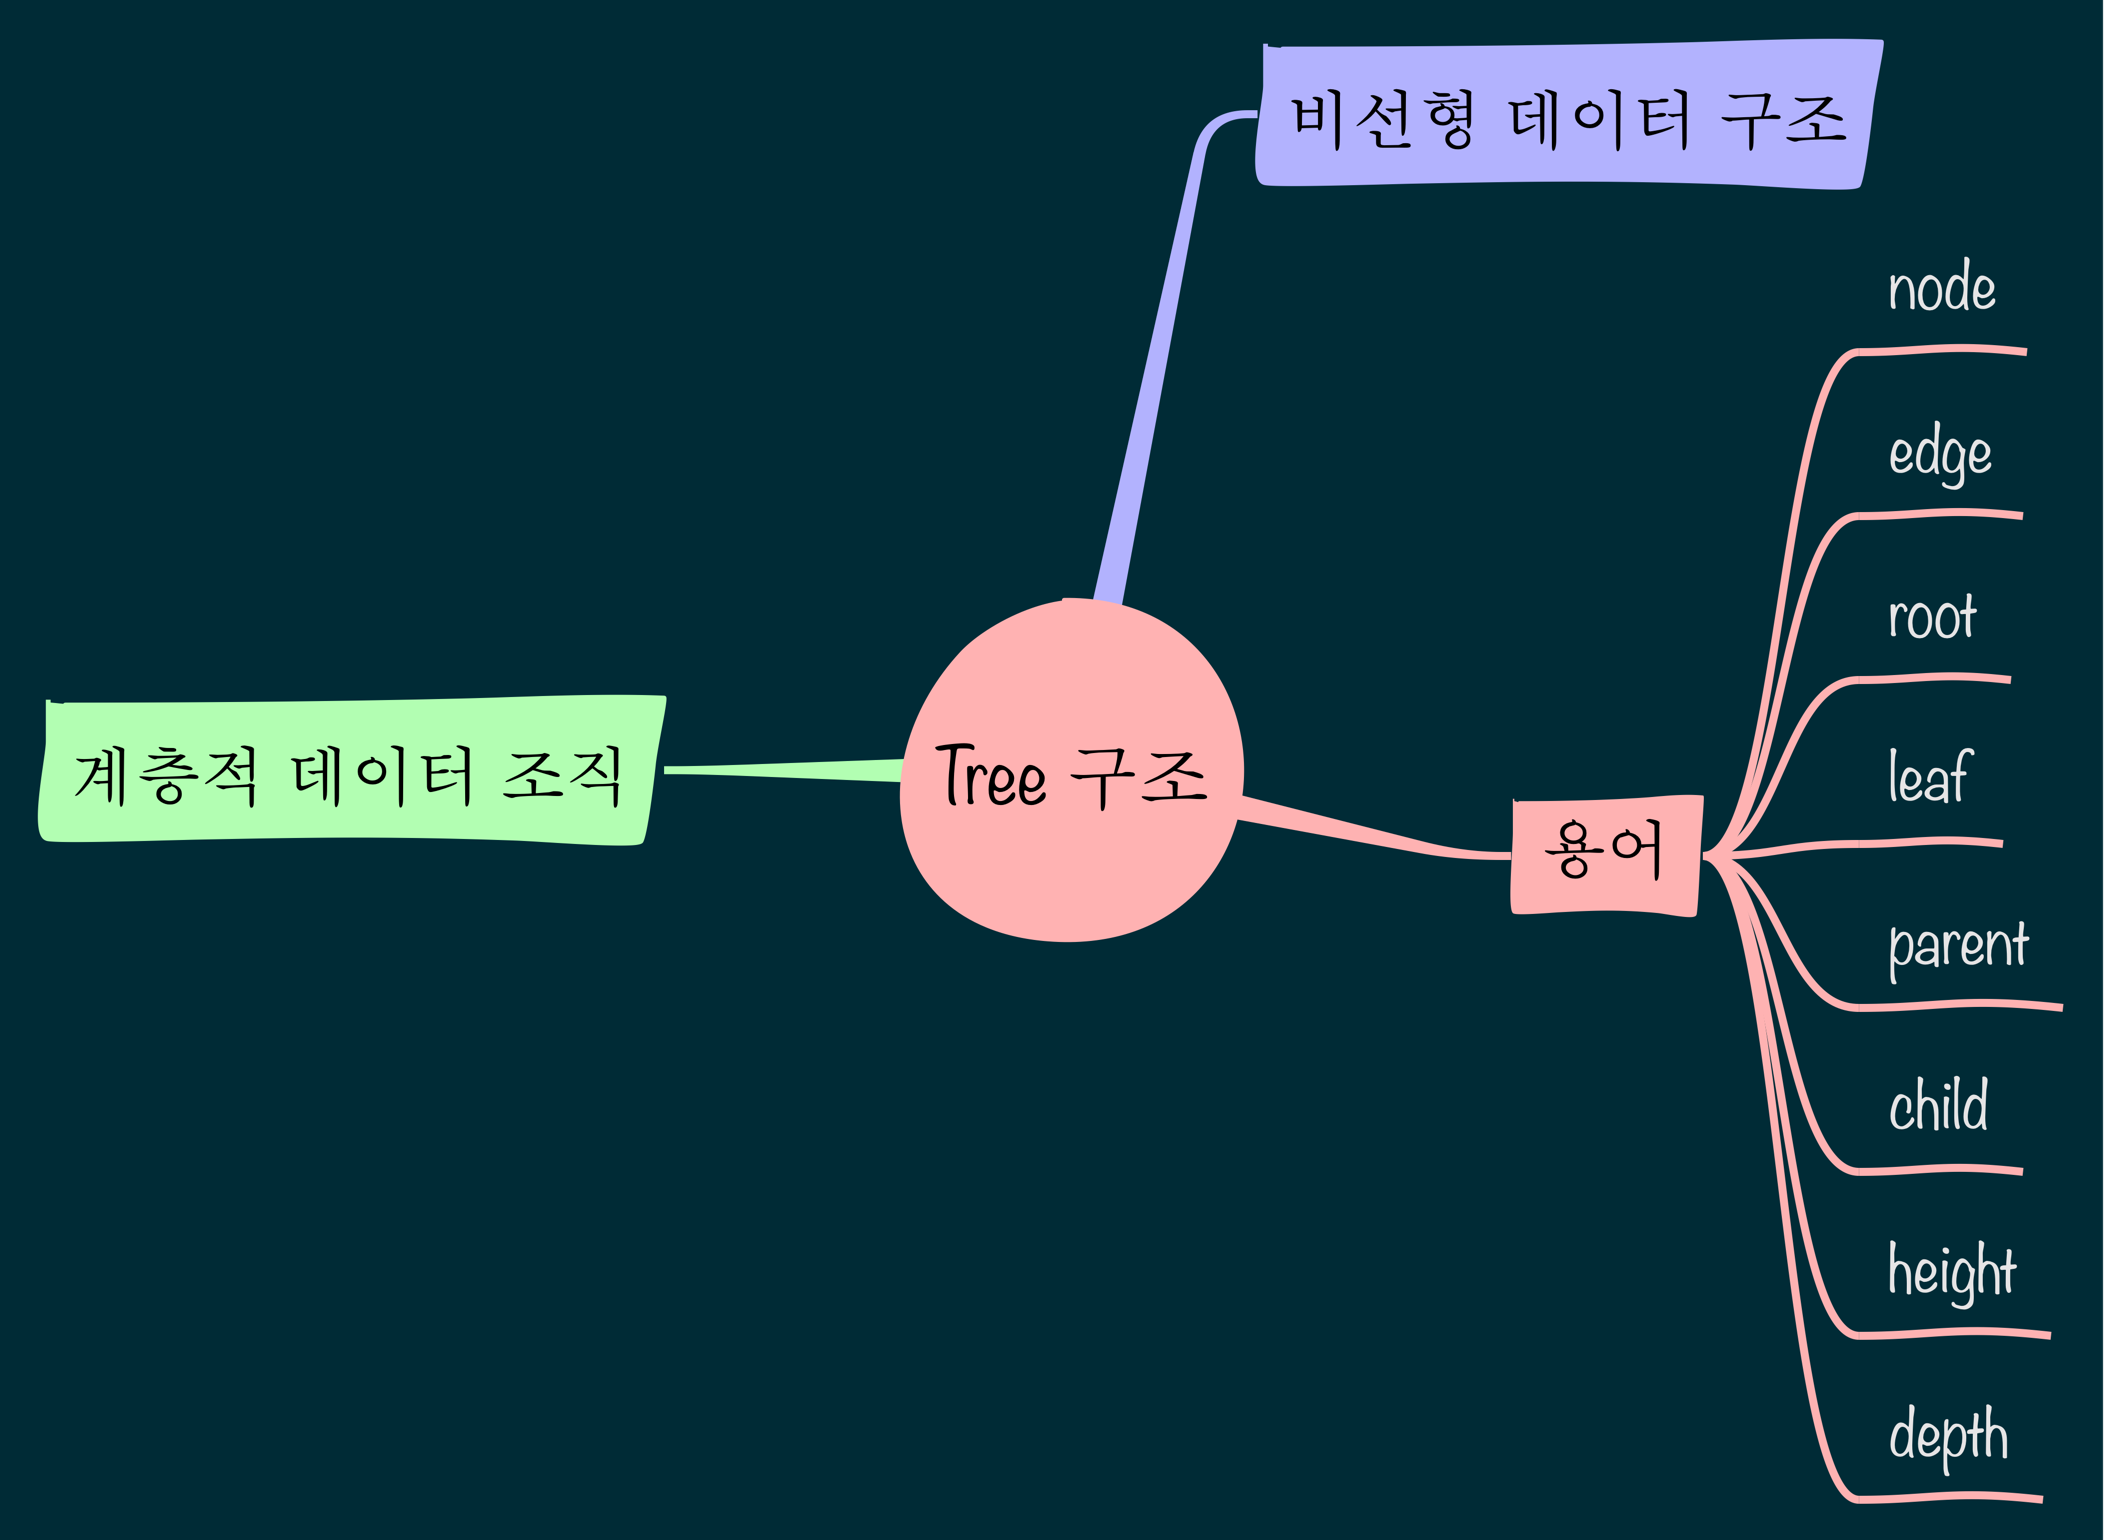 비선형 데이터 구조
node
edge
root
leaf
계층적 데이터 조직
Tree 구조
용어
parent
child
height
depth